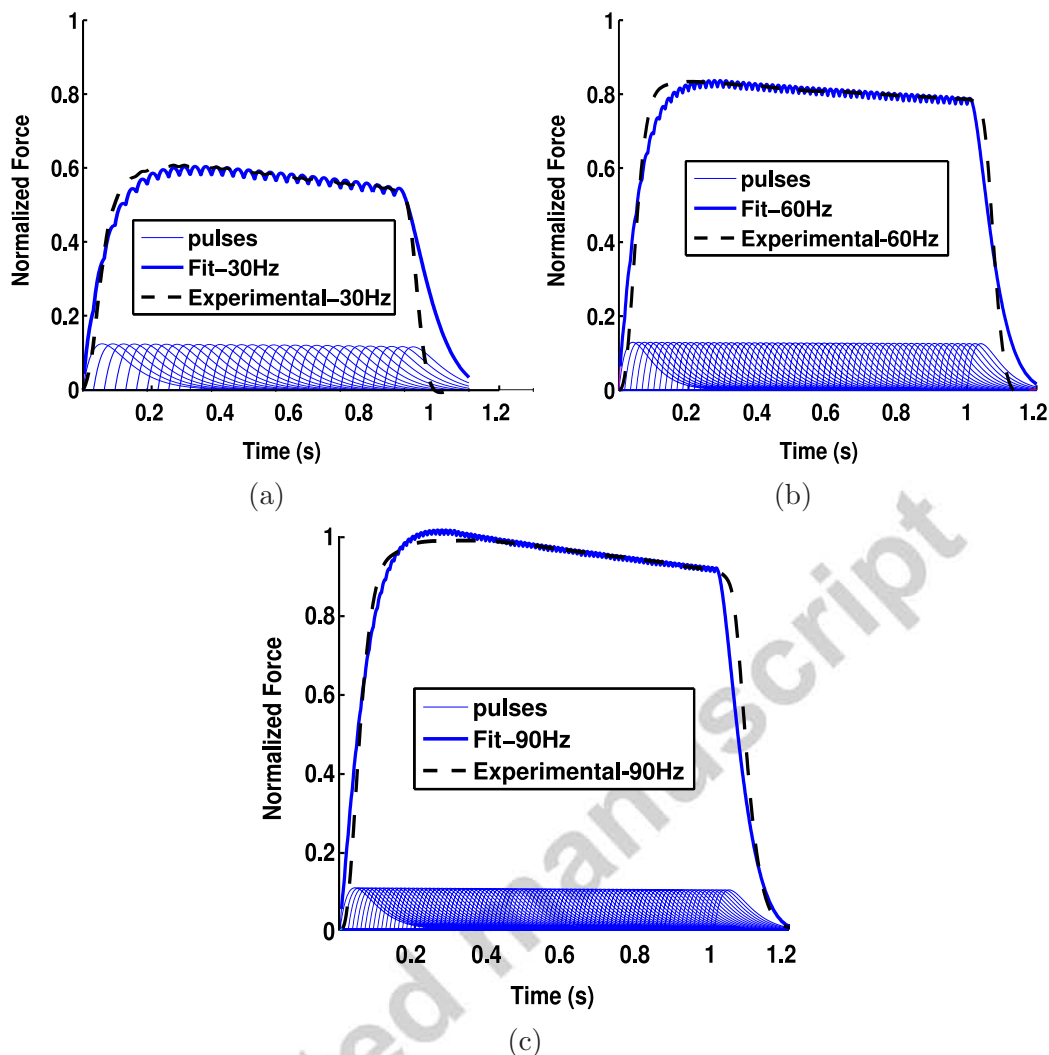 1
0.8
0.6
0.4
0.2
0
Normalized Force
pulses
Fit–30Hz
Experimental–30Hz
0.2 0.4 0.6 0.8 1 1.2
Time (s)
(a)
1
0.8
0.6
0.4
0.2
0
Normalized Force
pulses
Fit–60Hz
Experimental-60Hz
0.2 0.4 0.6 0.8 1 1.2
Time (s)
(b)
1
0.8
0.6
0.4
0.2
0
Normalized Force
pulses
Fit–90Hz
Experimental-90Hz
0.2 0.4 0.6 0.8 1 1.2
Time (s)
(c)
ted manuscript